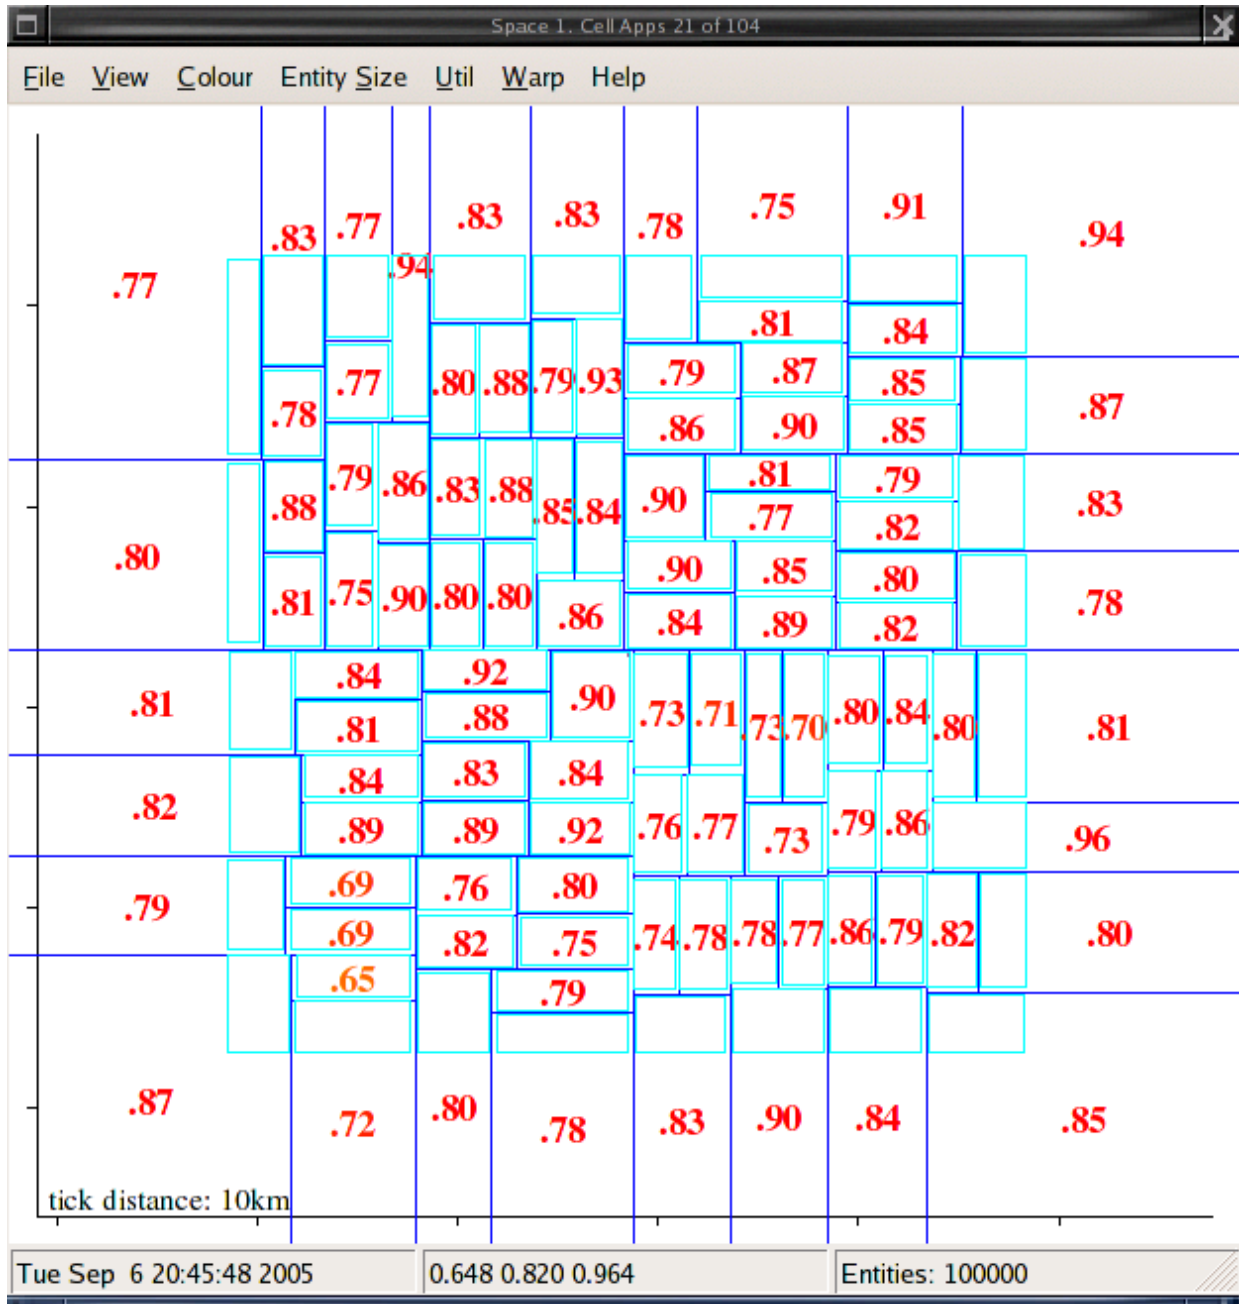 Space 1. Cell Apps 21 of 104
File View Colour Entity Size Util Warp Help
.83 .77 .94 .83 .83 .78 .75 .91 .94
.77
.81 .84
.77 .80 .88 .79 .93 .79 .87 .85
.78 .86 .90 .85 .87
.79 .86 .83 .88 .85 .84 .90 .81 .79 .83
.88 .77 .82
.80 .81 .75 .90 .80 .80 .86 .90 .85 .80 .78
.84 .89 .82
.84 .92 .90 .73 .71 .73 .70 .80 .84 .80 .81
.81 .81 .88
.84 .83 .84
.82 .89 .89 .92 .76 .77 .73 .79 .86 .96
.69 .76 .80
.79 .69 .82 .75 .74 .78 .78 .77 .86 .79 .82 .80
.65 .79
.87 .72 .80 .78 .83 .90 .84 .85
tick distance: 10km
Tue Sep 6 20:45:48 2005 0.648 0.820 0.964 Entities: 100000